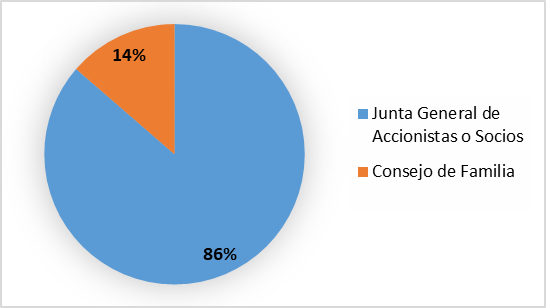 14%
86%
Junta General de
Accionistas o Socios
Consejo de Familia